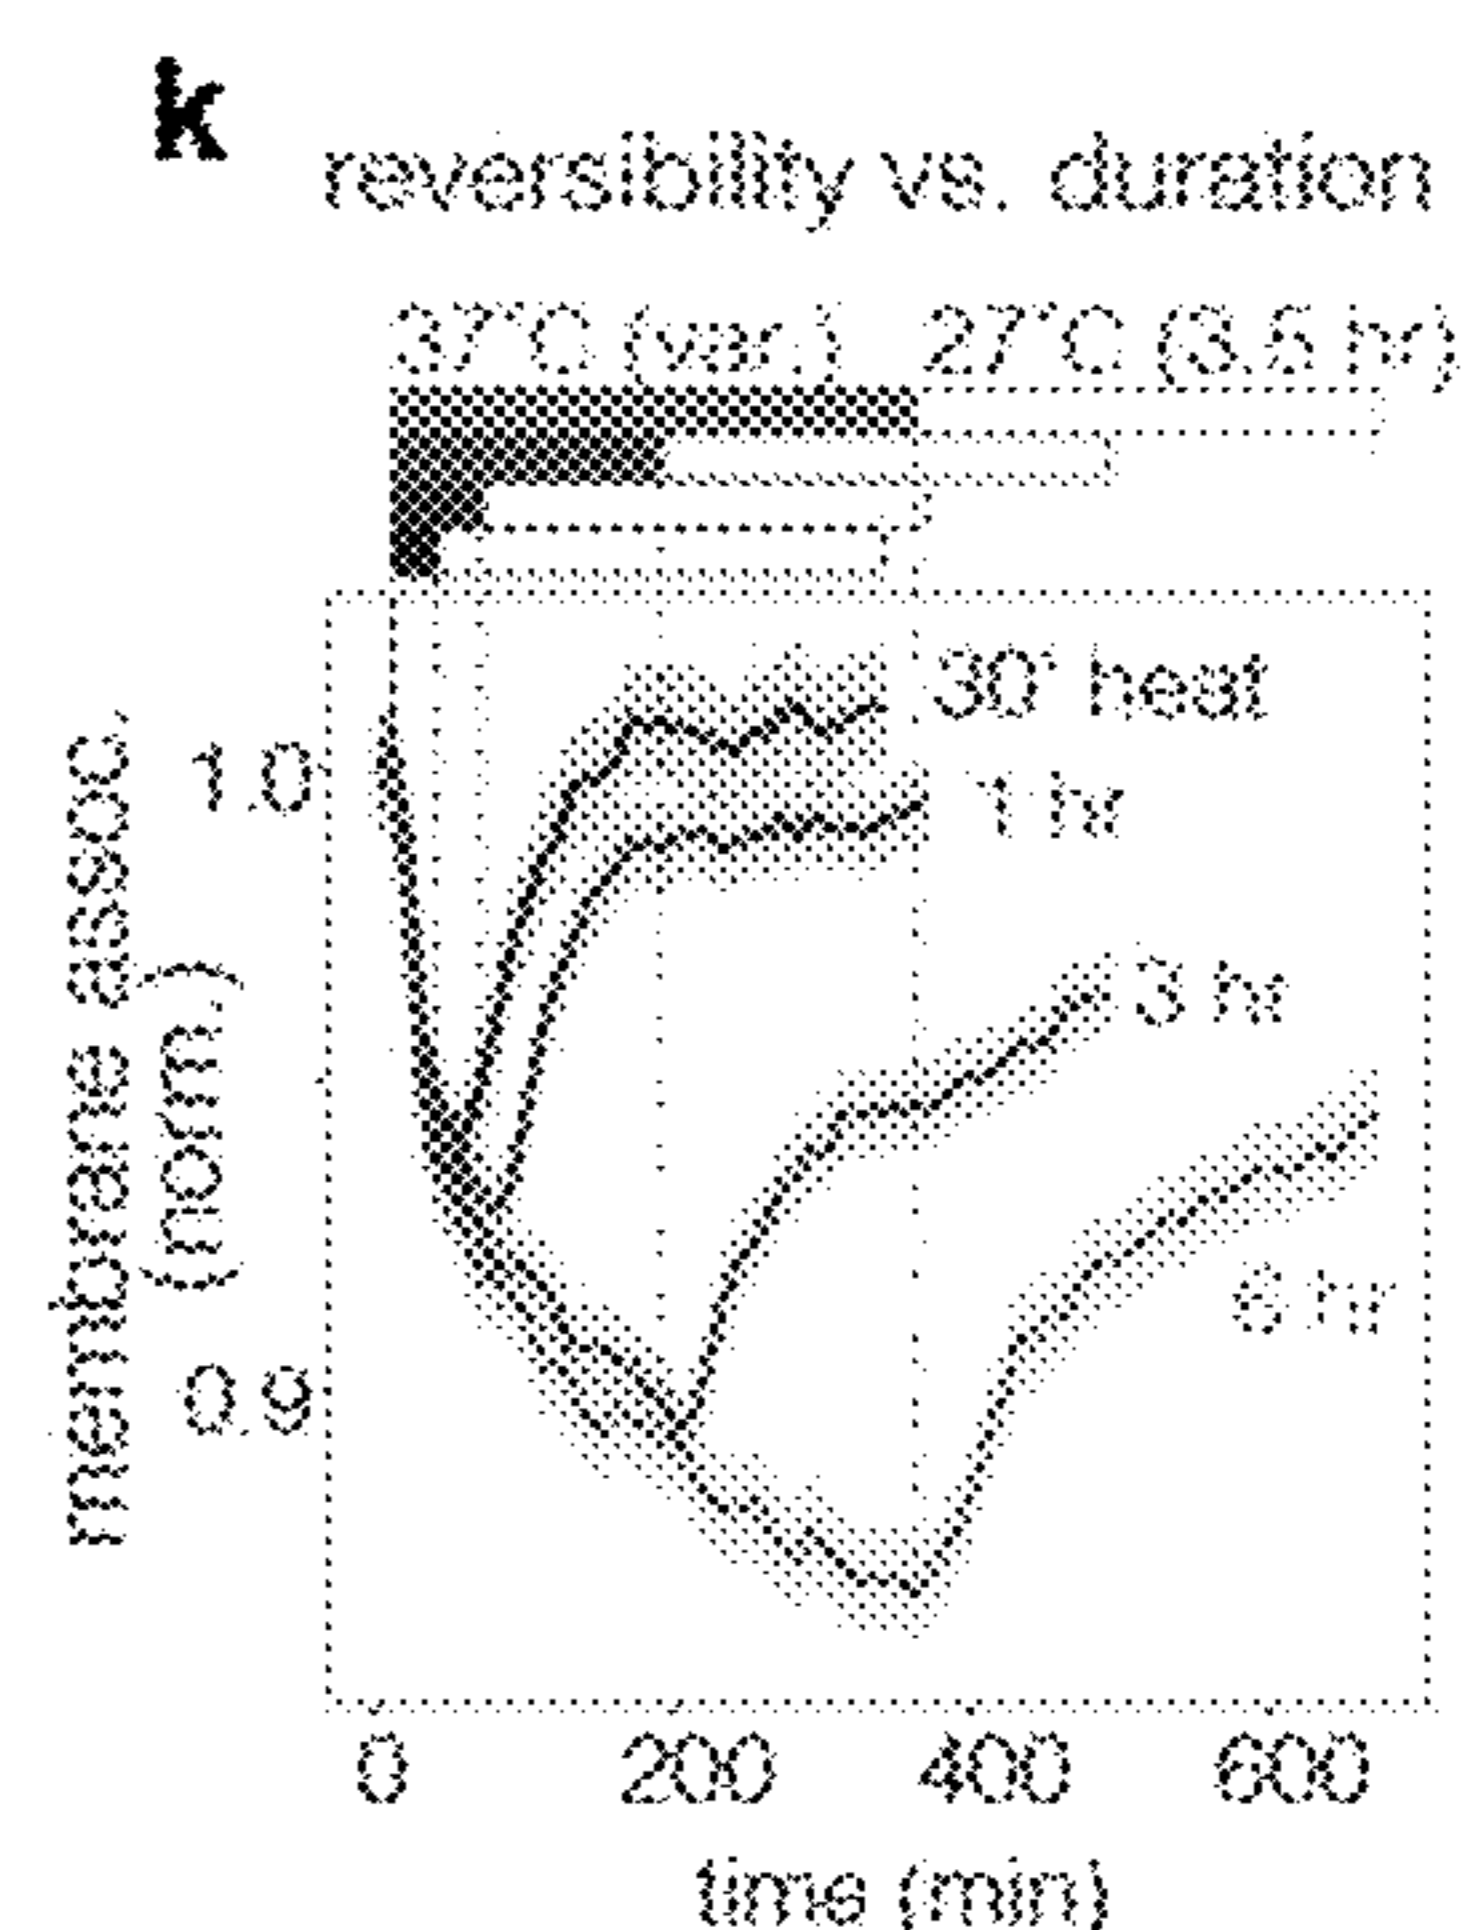 k
reversibility vs. duration
37°C (var.) 27°C (3.5 hr)
30' heat
1 hr
3 hr
6 hr
membrane assoc.
(norm.)
1.0
0.9
0 200 400 600
time (min)